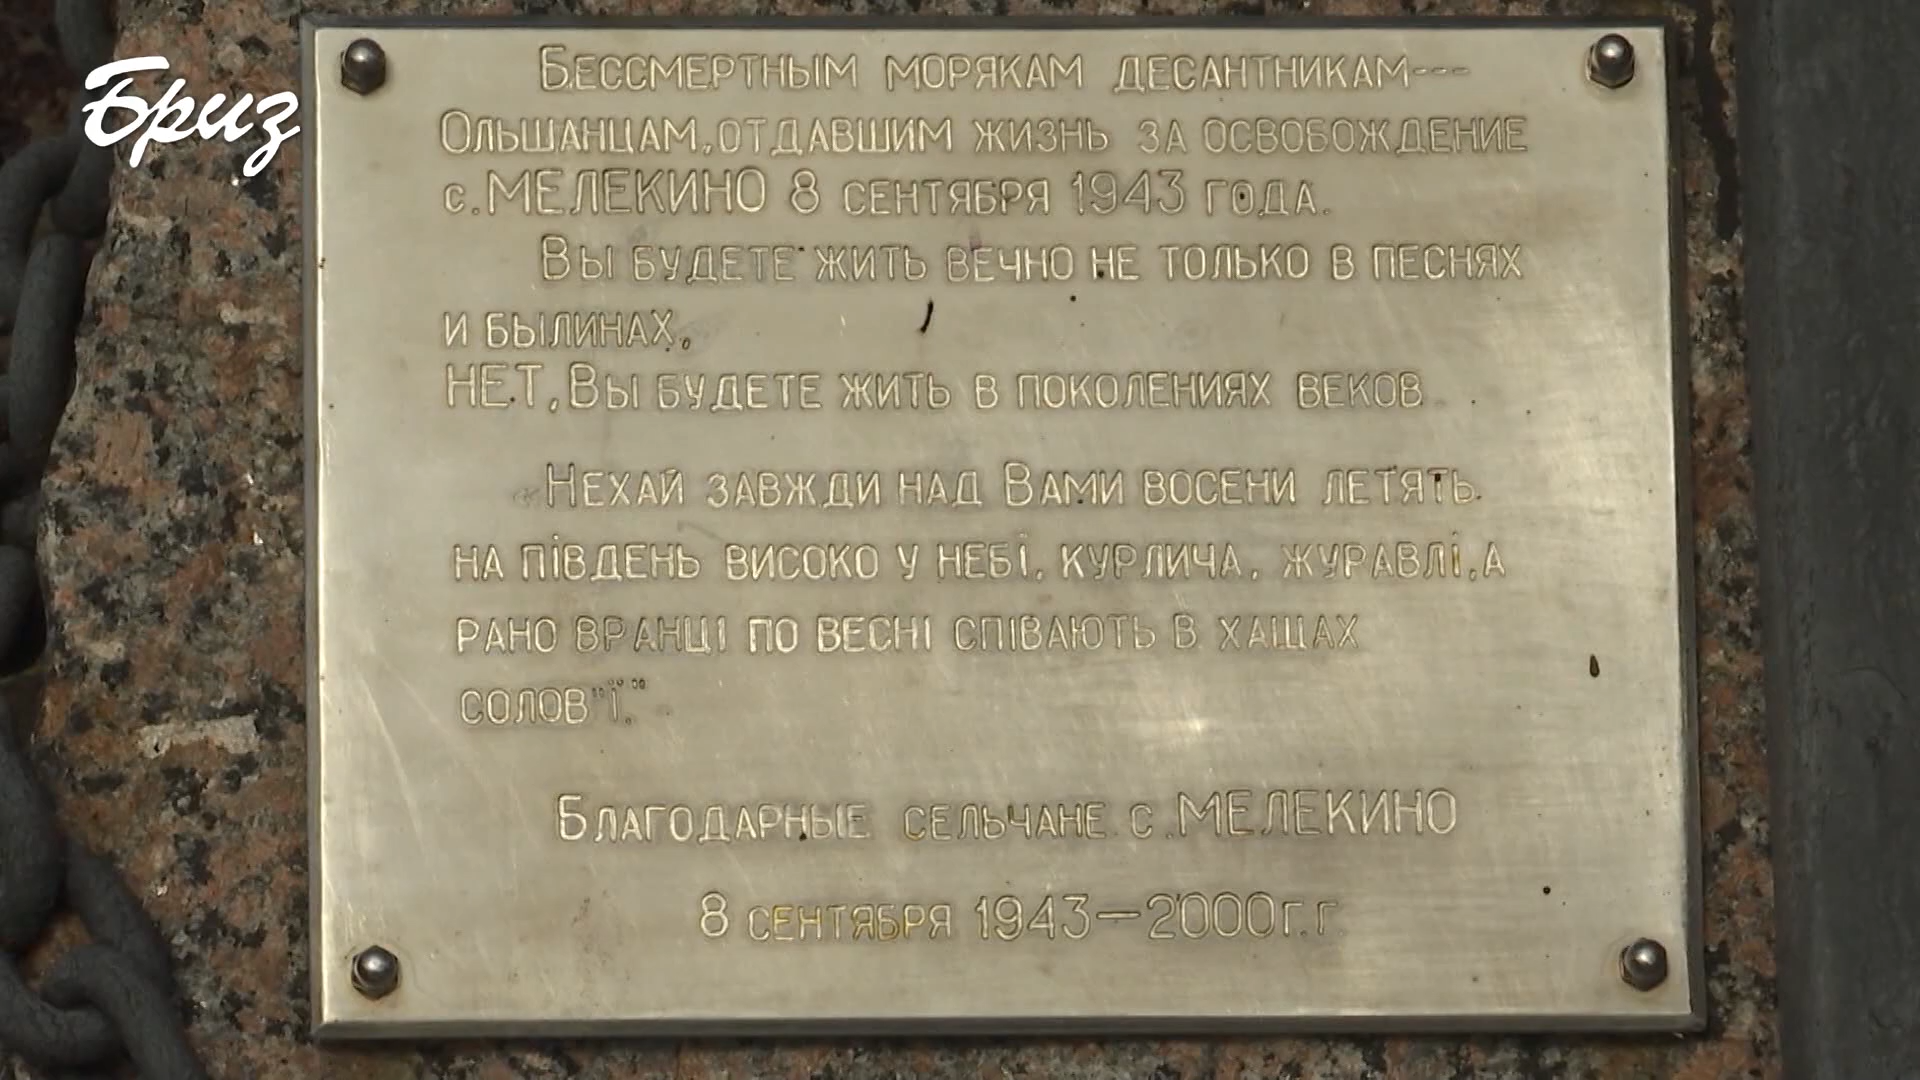 Бриз
Бессмертным морякам десантникам---
Ольшанцам, отдавшим жизнь за освобождение
с. МЕЛЕКИНО 8 сентября 1943 года.
Вы будете жить вечно не только в песнях
и былинах,
НЕТ, Вы будете жить в поколениях веков.
«Нехай завжди над Вами восени летять
на південь високо у небі, курлича, журавлі, а
рано вранці по весні співають в хащах
солов"ї."
Благодарные сельчане с. МЕЛЕКИНО
8 сентября 1943—2000г.г.